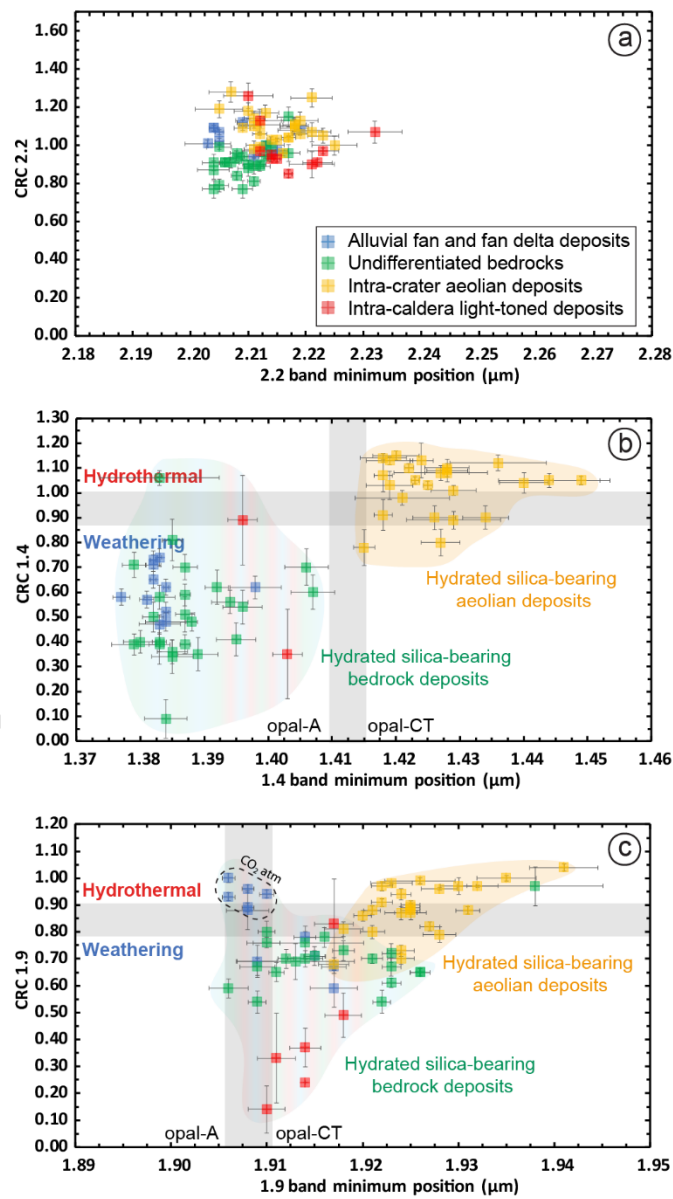 a
1.60
1.40
1.20
1.00
0.80
0.60
0.40
0.20
0.00
CRC 2.2
Alluvial fan and fan delta deposits
Undifferentiated bedrocks
Intra-crater aeolian deposits
Intra-caldera light-toned deposits
2.18 2.19 2.20 2.21 2.22 2.23 2.24 2.25 2.26 2.27 2.28
2.2 band minimum position (µm)
b
1.30
1.20
1.10
1.00
0.90
0.80
0.70
0.60
0.50
0.40
0.30
0.20
0.10
0.00
CRC 1.4
Hydrothermal
Weathering
Hydrated silica-bearing
aeolian deposits
Hydrated silica-bearing
bedrock deposits
opal-A opal-CT
1.37 1.38 1.39 1.40 1.41 1.42 1.43 1.44 1.45 1.46
1.4 band minimum position (µm)
c
1.20
1.10
1.00
0.90
0.80
0.70
0.60
0.50
0.40
0.30
0.20
0.10
0.00
CRC 1.9
CO2 atm
Hydrothermal
Weathering
Hydrated silica-bearing
aeolian deposits
Hydrated silica-bearing
bedrock deposits
opal-A opal-CT
1.89 1.90 1.91 1.92 1.93 1.94 1.95
1.9 band minimum position (µm)